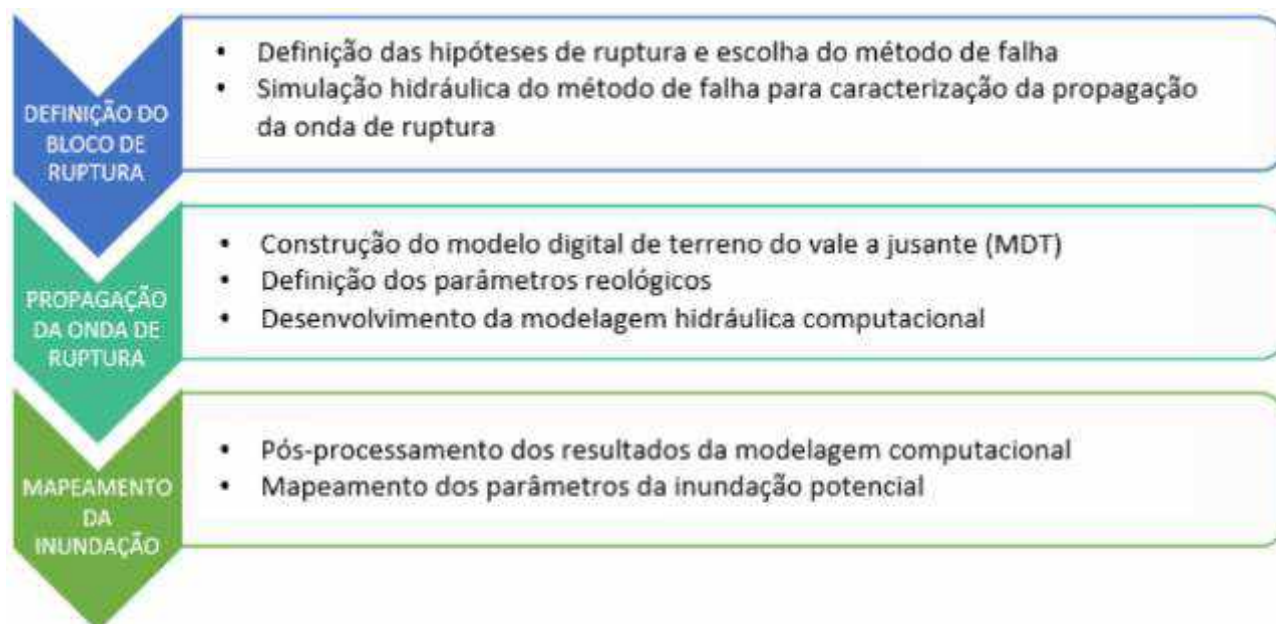 DEFINIÇÃO DO
BLOCO DE
RUPTURA
• Definição das hipóteses de ruptura e escolha do método de falha
• Simulação hidráulica do método de falha para caracterização da propagação
da onda de ruptura
PROPAGAÇÃO
DA ONDA DE
RUPTURA
• Construção do modelo digital de terreno do vale a jusante (MDT)
• Definição dos parâmetros reológicos
• Desenvolvimento da modelagem hidráulica computacional
MAPEAMENTO
DA
INUNDAÇÃO
• Pós-processamento dos resultados da modelagem computacional
• Mapeamento dos parâmetros da inundação potencial